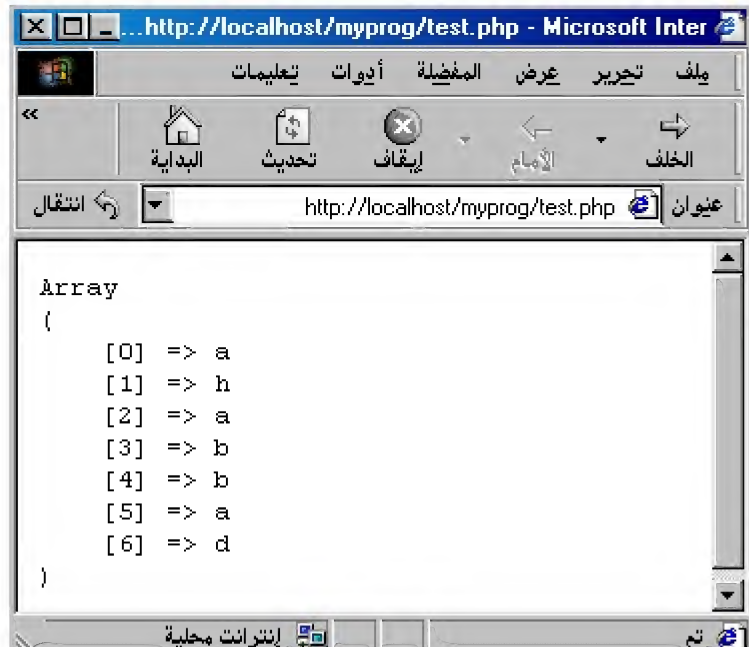 ...http://localhost/myprog/test.php - Microsoft Inter
ملف تحرير عرض المفضلة أدوات تعليمات
الخلف الأمام إيقاف تحديث البداية »
عنوان http://localhost/myprog/test.php انتقال
Array
(
[0] => a
[1] => h
[2] => a
[3] => b
[4] => b
[5] => a
[6] => d
)
تم إنترانت محلية